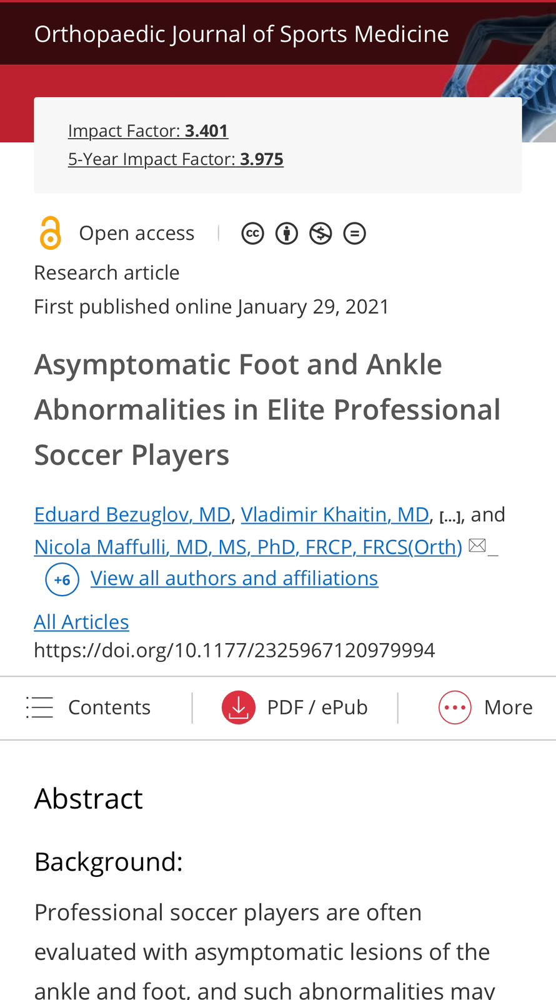 Orthopaedic Journal of Sports Medicine
Impact Factor: 3.401
5-Year Impact Factor: 3.975
Open access
Research article
First published online January 29, 2021
Asymptomatic Foot and Ankle
Abnormalities in Elite Professional
Soccer Players
Eduard Bezuglov, MD, Vladimir Khaitin, MD, [...], and
Nicola Maffulli, MD, MS, PhD, FRCP, FRCS(Orth)
+6 View all authors and affiliations
All Articles
https://doi.org/10.1177/2325967120979994
Contents
PDF / ePub
More
Abstract
Background:
Professional soccer players are often
evaluated with asymptomatic lesions of the
ankle and foot, and such abnormalities may